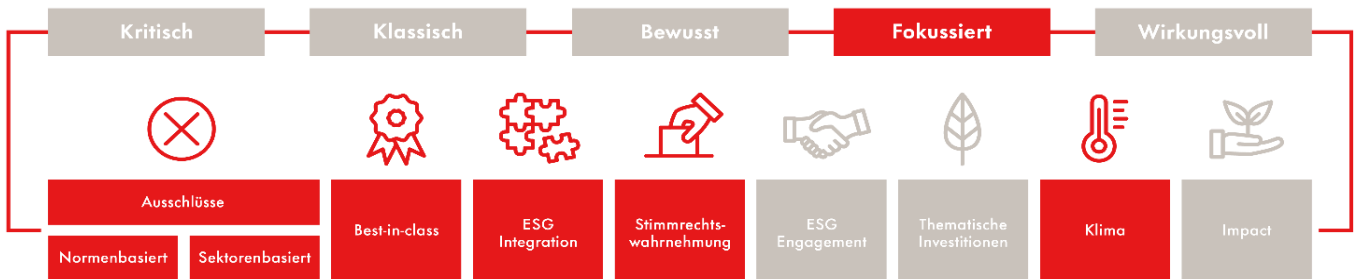 Kritisch
Klassisch
Bewusst
Fokussiert
Wirkungsvoll
Ausschlüsse
Normenbasiert
Sektorenbasiert
Best-in-class
ESG
Integration
Stimmrechts-
wahrnehmung
ESG
Engagement
Thematische
Investitionen
Klima
Impact